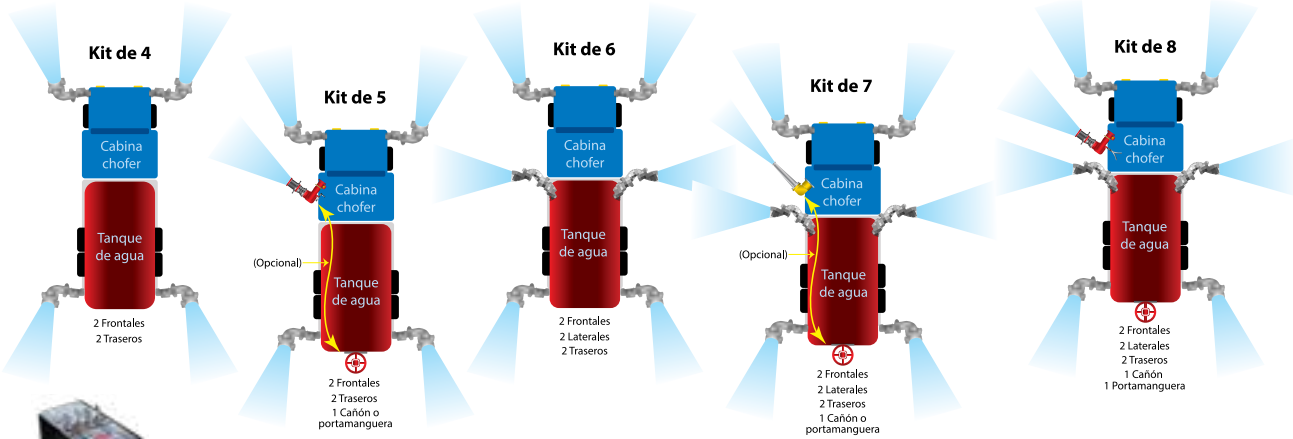 Kit de 4
Cabina
chofer
Tanque
de agua
2 Frontales
2 Traseros
Kit de 5
Cabina
chofer
(Opcional)
Tanque
de agua
2 Frontales
2 Traseros
1 Cañón o
portamanguera
Kit de 6
Cabina
chofer
Tanque
de agua
2 Frontales
2 Laterales
2 Traseros
Kit de 7
Cabina
chofer
(Opcional)
Tanque
de agua
2 Frontales
2 Laterales
2 Traseros
1 Cañón o
portamanguera
Kit de 8
Cabina
chofer
Tanque
de agua
2 Frontales
2 Laterales
2 Traseros
1 Cañón
1 Portamanguera